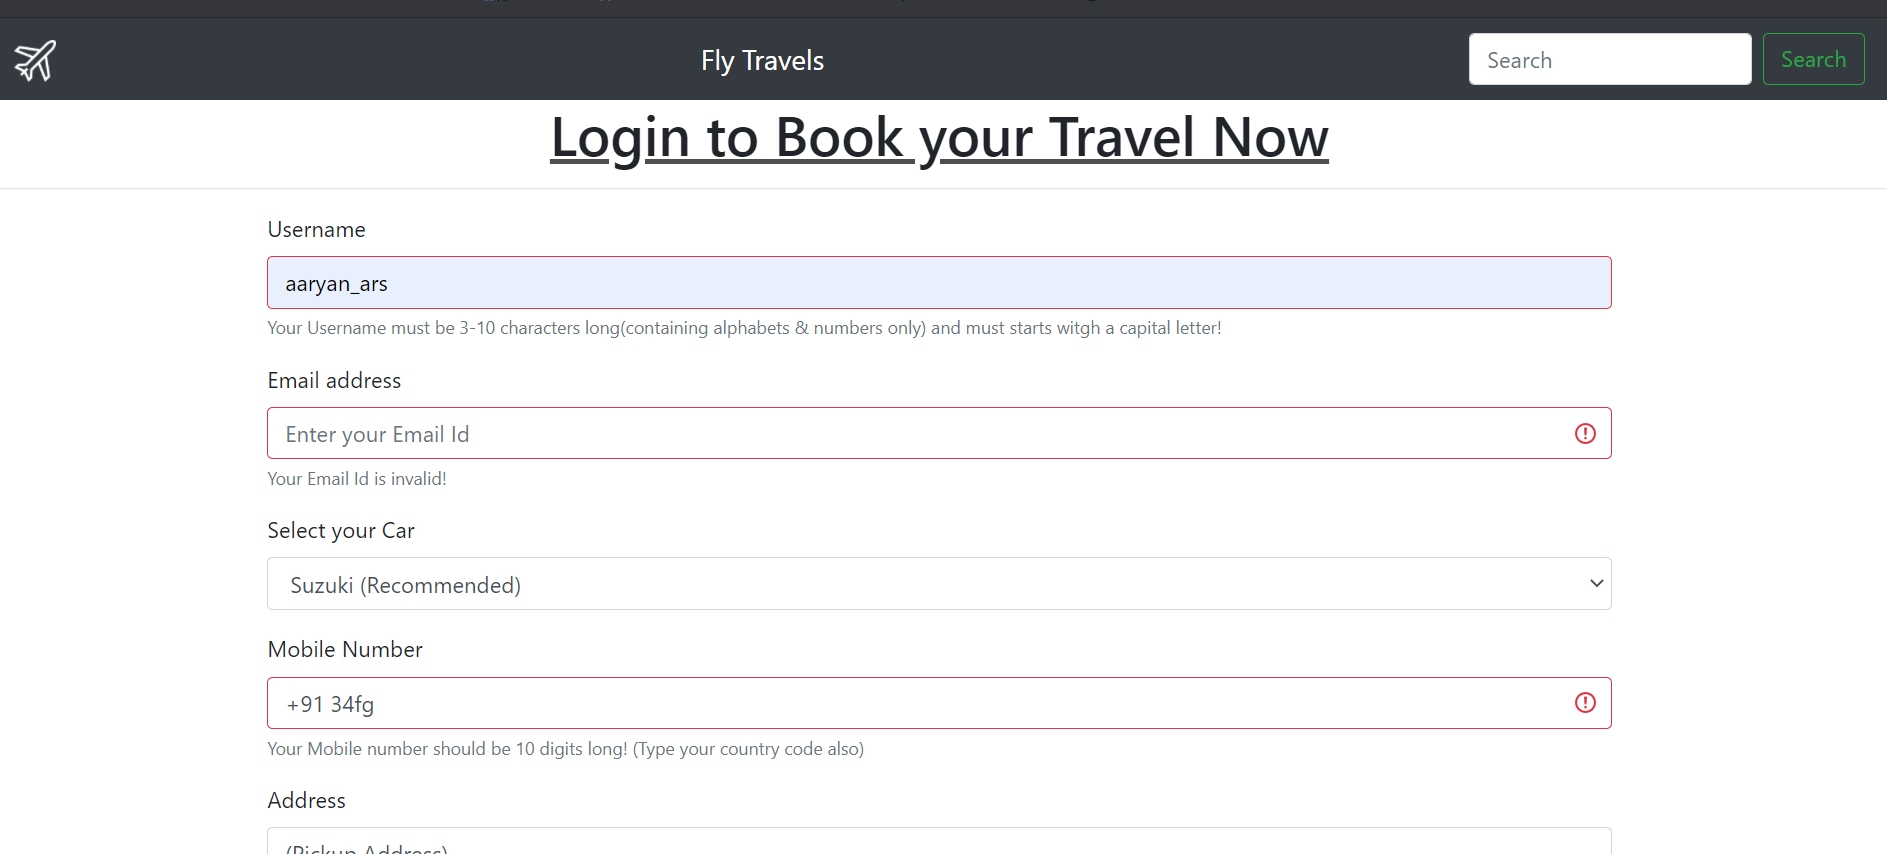 Fly Travels
Search
Search
Login to Book your Travel Now
Username
aaryan_ars
Your Username must be 3-10 characters long(containing alphabets & numbers only) and must starts witgh a capital letter!
Email address
Enter your Email Id
Your Email Id is invalid!
Select your Car
Suzuki (Recommended)
Mobile Number
+91 34fg
Your Mobile number should be 10 digits long! (Type your country code also)
Address
(Pickup Address)